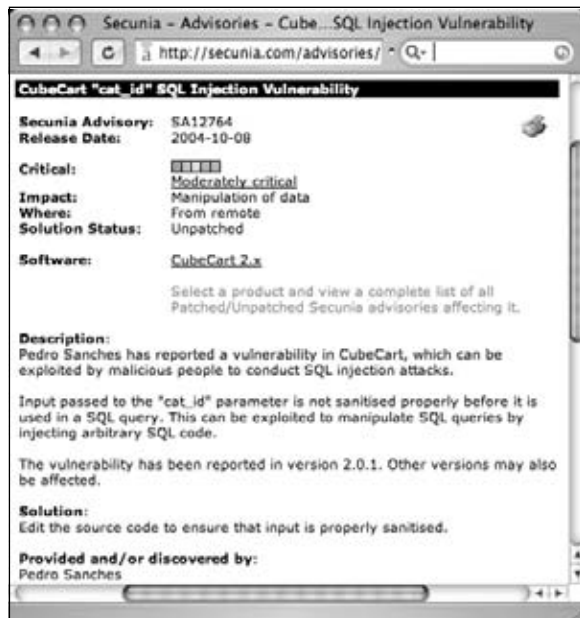 Secunia - Advisories - Cube...SQL Injection Vulnerability
http://secunia.com/advisories/
CubeCart "cat_id" SQL Injection Vulnerability
Secunia Advisory: SA12764
Release Date: 2004-10-08
Critical:
Moderately critical
Impact: Manipulation of data
Where: From remote
Solution Status: Unpatched
Software: CubeCart 2.x
Select a product and view a complete list of all
Patched/Unpatched Secunia advisories affecting it.
Description:
Pedro Sanches has reported a vulnerability in CubeCart, which can be
exploited by malicious people to conduct SQL injection attacks.
Input passed to the "cat_id" parameter is not sanitised properly before it is
used in a SQL query. This can be exploited to manipulate SQL queries by
injecting arbitrary SQL code.
The vulnerability has been reported in version 2.0.1. Other versions may also
be affected.
Solution:
Edit the source code to ensure that input is properly sanitised.
Provided and/or discovered by:
Pedro Sanches